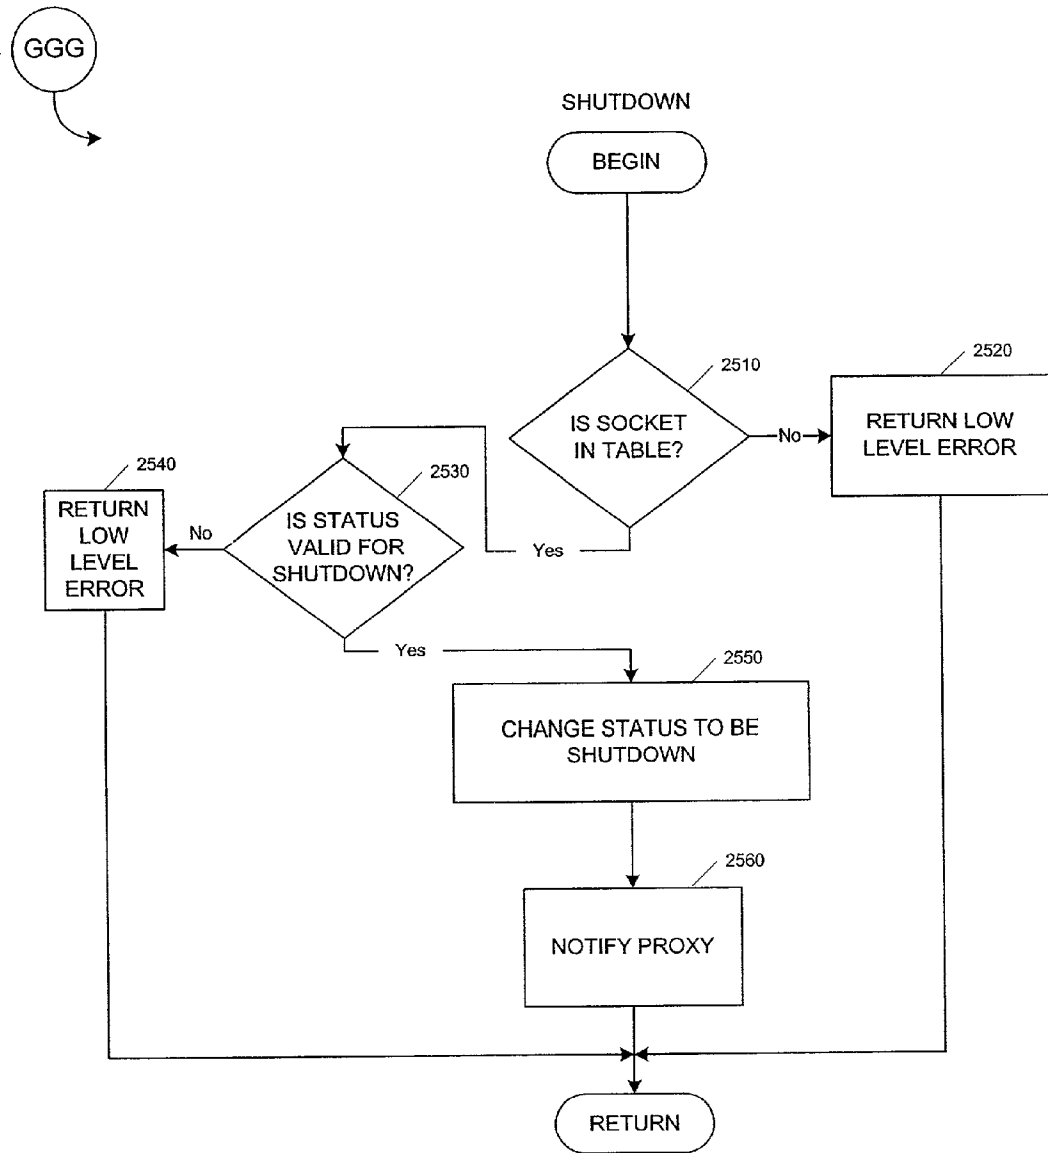 GGG
SHUTDOWN
BEGIN
2510
IS SOCKET
IN TABLE?
No
2520
RETURN LOW
LEVEL ERROR
Yes
2530
IS STATUS
VALID FOR
SHUTDOWN?
No
2540
RETURN
LOW
LEVEL
ERROR
Yes
2550
CHANGE STATUS TO BE
SHUTDOWN
2560
NOTIFY PROXY
RETURN